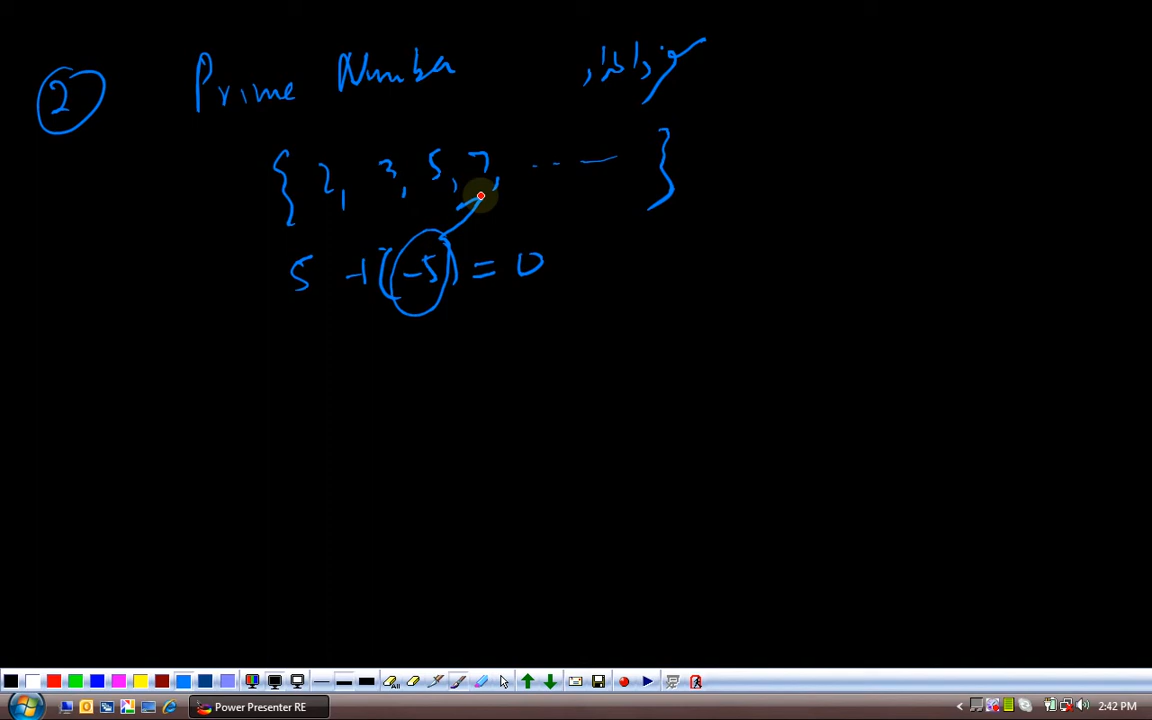 2 Prime Number
{ 2, 3, 5, 7, ... }
5 + (-5) = 0
Power Presenter RE
2:42 PM